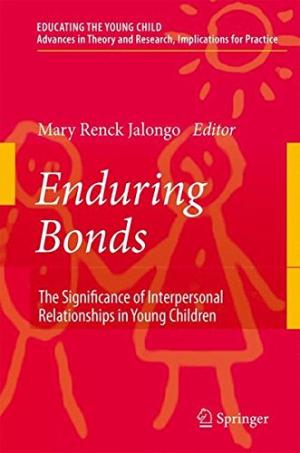 EDUCATING THE YOUNG CHILD
Advances in Theory and Research, Implications for Practice
Mary Renck Jalongo Editor
Enduring
Bonds
The Significance of Interpersonal
Relationships in Young Children
Springer